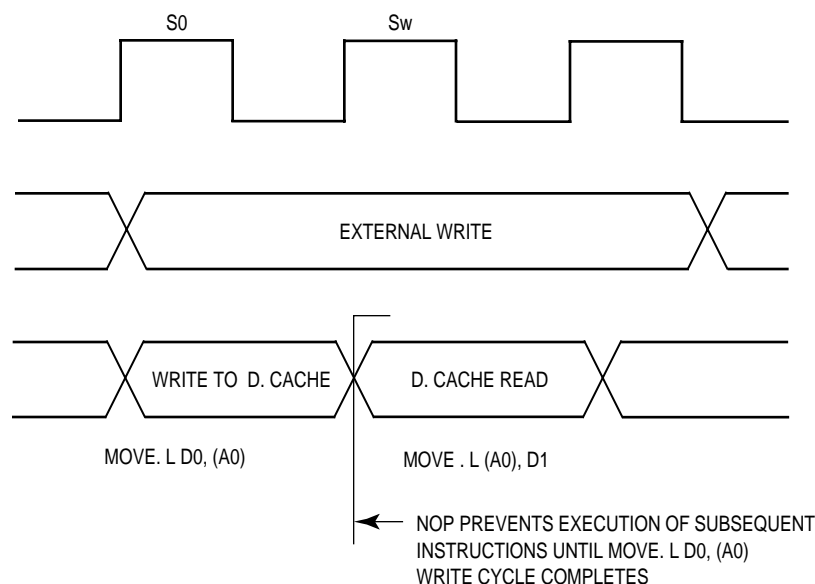 S0 Sw
EXTERNAL WRITE
WRITE TO D. CACHE D. CACHE READ
MOVE. L D0, (A0) MOVE . L (A0), D1
NOP PREVENTS EXECUTION OF SUBSEQUENT
INSTRUCTIONS UNTIL MOVE. L D0, (A0)
WRITE CYCLE COMPLETES